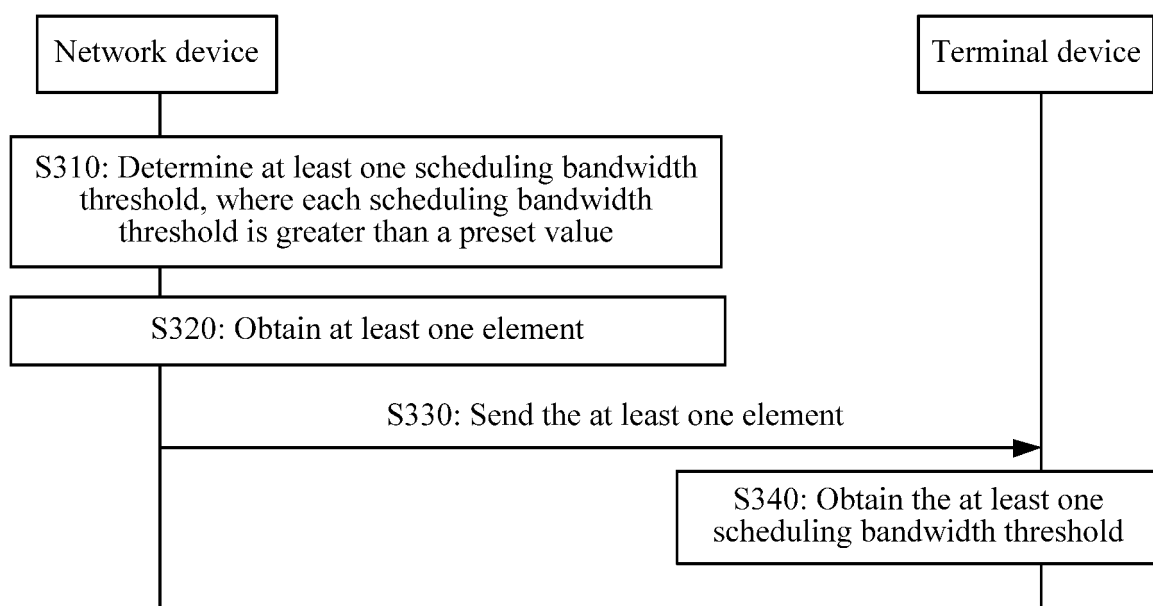 Network device
Terminal device
S310: Determine at least one scheduling bandwidth
threshold, where each scheduling bandwidth
threshold is greater than a preset value
S320: Obtain at least one element
S330: Send the at least one element
S340: Obtain the at least one
scheduling bandwidth threshold